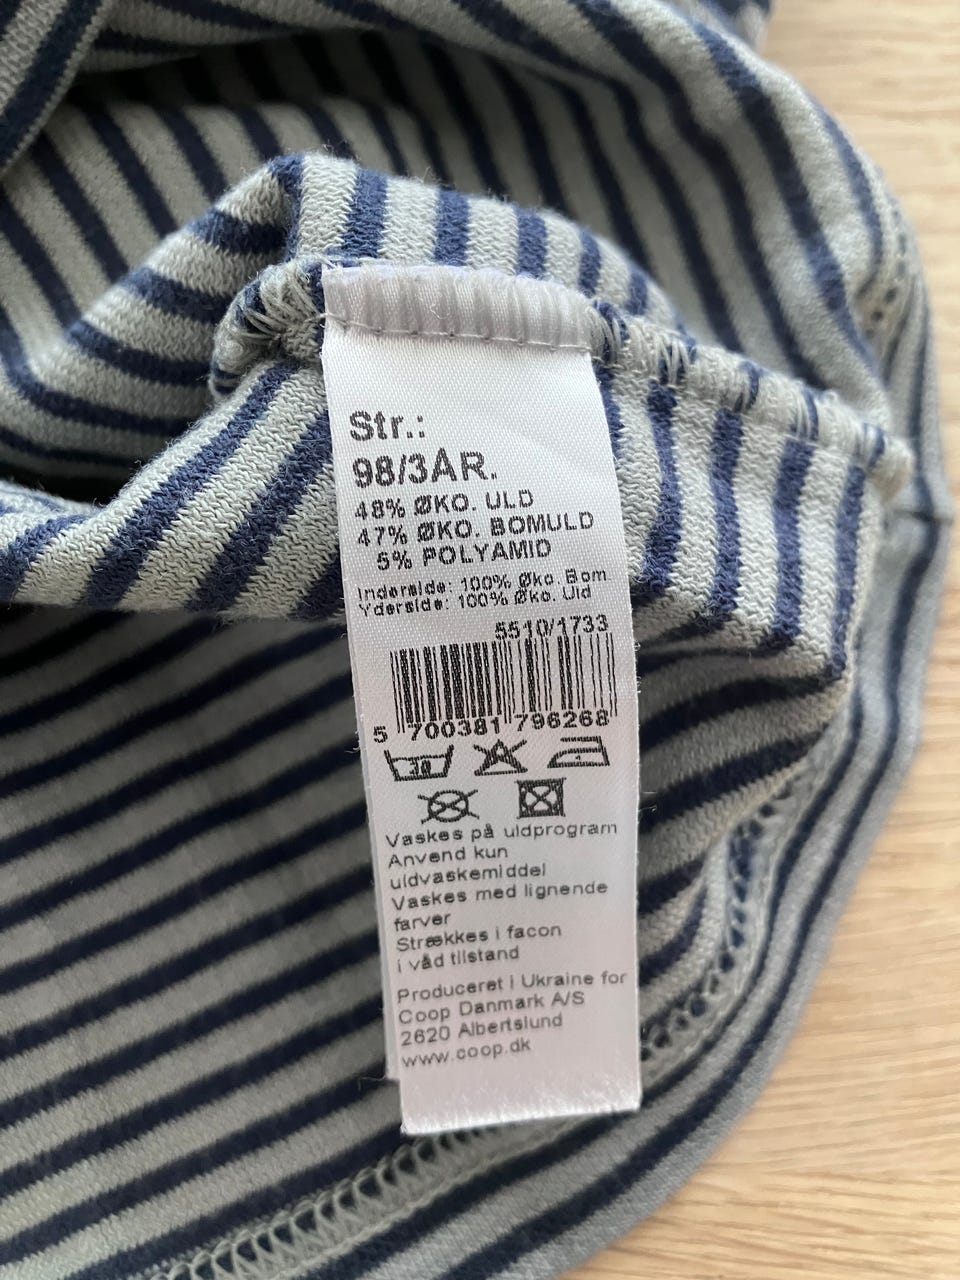 Str.:
98/3ÅR.
48% ØKO. ULD
47% ØKO. BOMULD
5% POLYAMID
Inderside: 100% Øko. Bom
Yderside: 100% Øko. Uld
5510/1733
5 700381 796268
30
Vaskes på uldprogram
Anvend kun
uldvaskemiddel
Vaskes med lignende
farver
Strækkes i facon
i våd tilstand
Produceret i Ukraine for
Coop Danmark A/S
2620 Albertslund
www.coop.dk